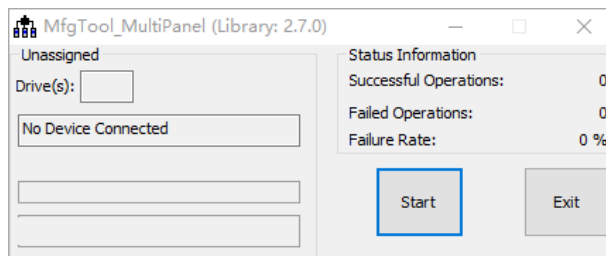 MfgTool_MultiPanel (Library: 2.7.0)
Unassigned
Drive(s):
No Device Connected
Status Information
Successful Operations: 0
Failed Operations: 0
Failure Rate: 0 %
Start
Exit